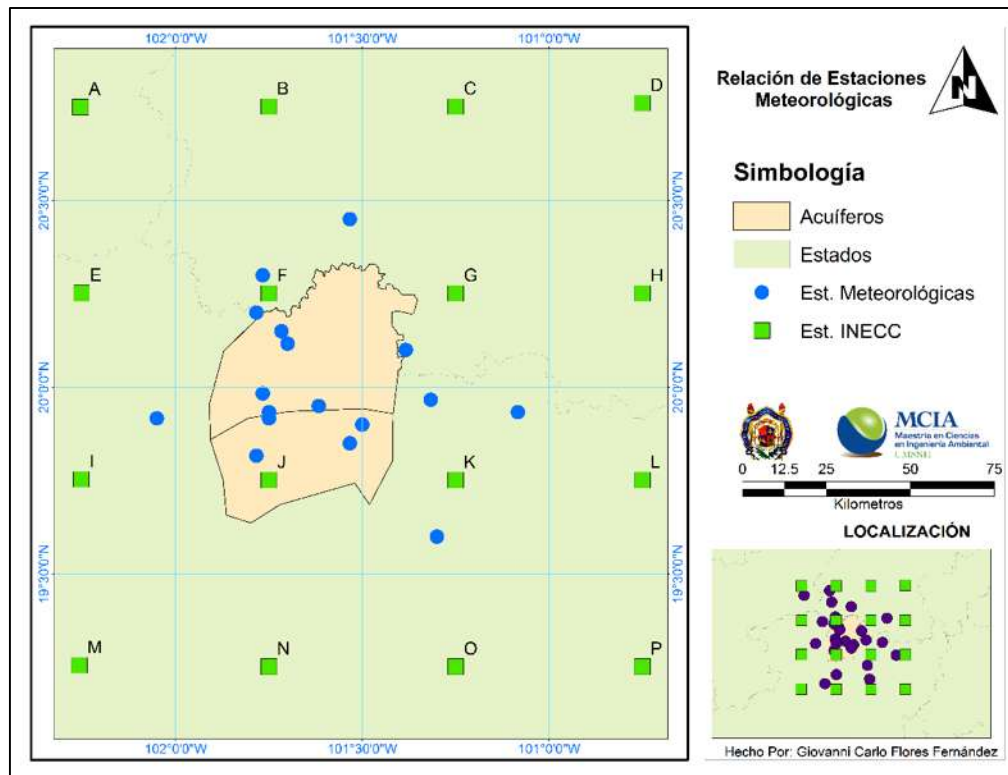 102°0'0"W 101°30'0"W 101°0'0"W
A B C D
20°30'0"N 20°30'0"N
E F G H
20°0'0"N 20°0'0"N
I J K L
19°30'0"N 19°30'0"N
M N O P
102°0'0"W 101°30'0"W 101°0'0"W
Relación de Estaciones
Meteorológicas
N
Simbología
Acuíferos
Estados
Est. Meteorológicas
Est. INECC
MCIA
Maestría en Ciencias
en Ingeniería Ambiental
UMSNH
0 12.5 25 50 75
Kilometros
LOCALIZACIÓN
Hecho Por: Giovanni Carlo Flores Fernández